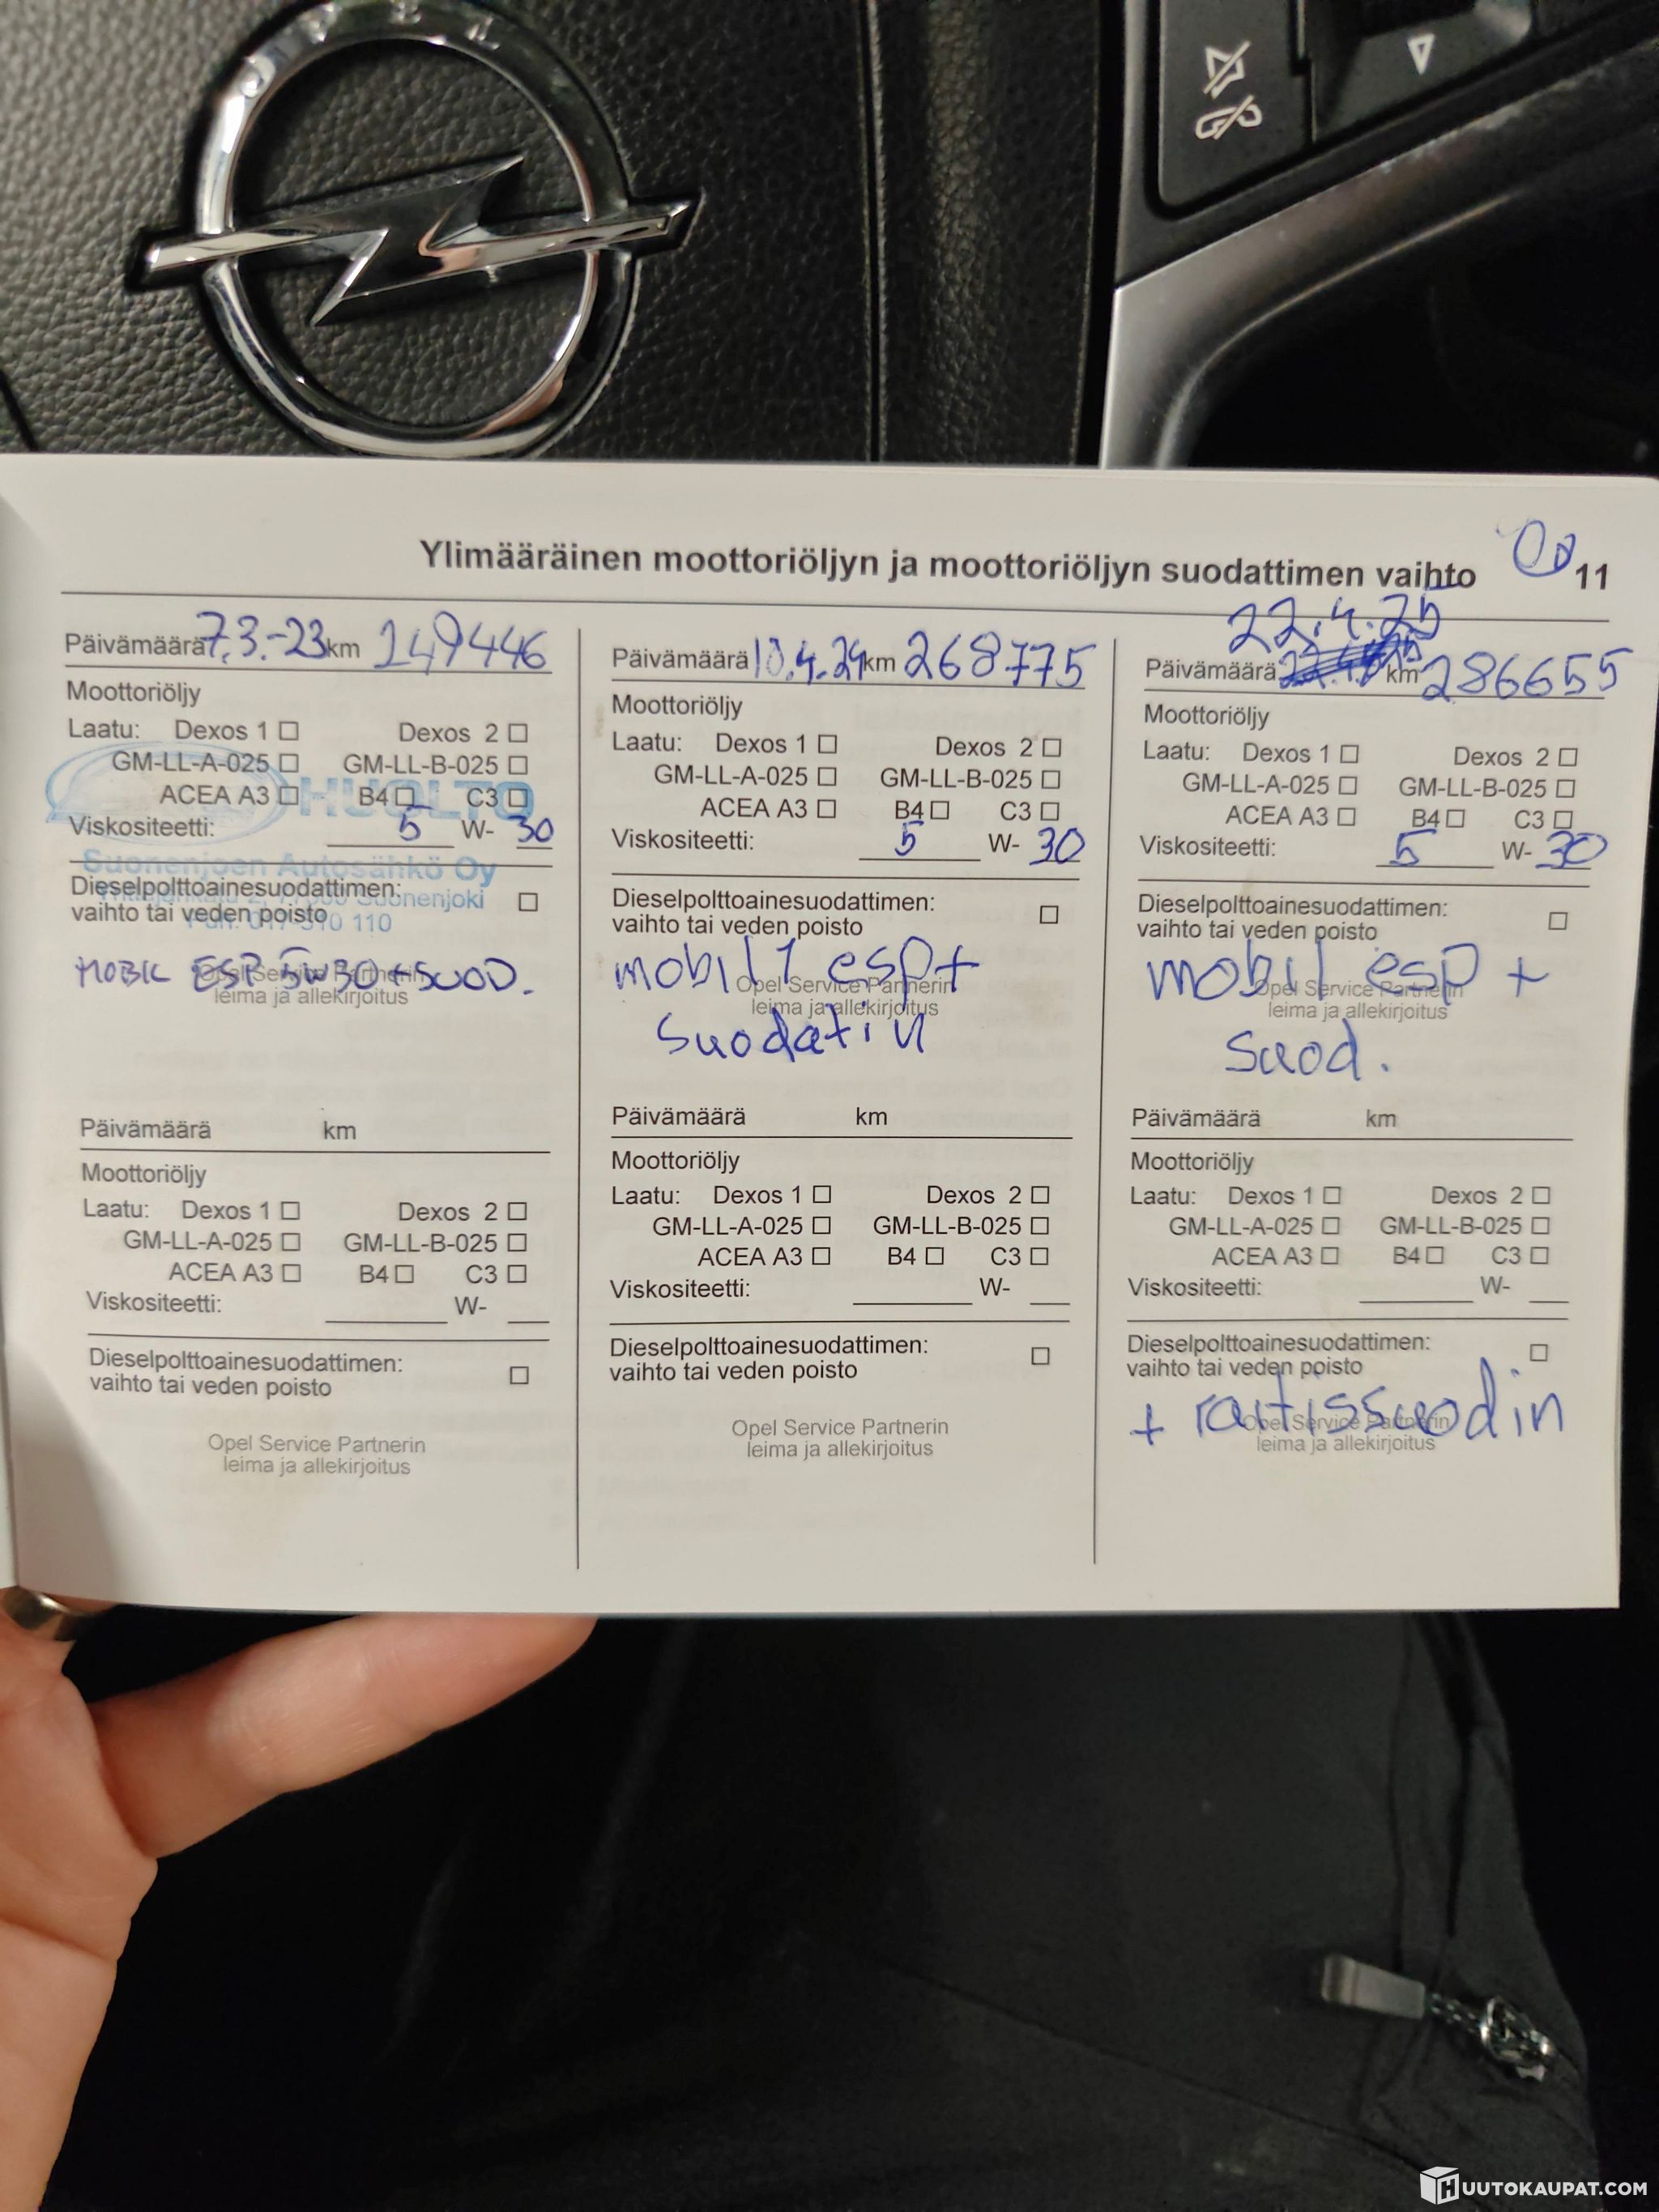 OPEL
Ylimääräinen moottoriöljyn ja moottoriöljyn suodattimen vaihto 11
Päivämäärä 7.3.-23 km 249446
Moottoriöljy
Laatu: Dexos 1 ☐ Dexos 2 ☐
GM-LL-A-025 ☐ GM-LL-B-025 ☐
ACEA A3 ☐ B4 ☐ C3 ☐
HUOLTO
Viskositeetti: 5 W- 30
Suonenjoen Autosähkö Oy
Dieselpolttoainesuodattimen: ☐
vaihto tai veden poisto
Suonenjoki
Puh. 017-510 110
MOBIL ESP 5W30 + SUOD.
Opel Service Partnerin
leima ja allekirjoitus
Päivämäärä 10.4.24 km 268775
Moottoriöljy
Laatu: Dexos 1 ☐ Dexos 2 ☐
GM-LL-A-025 ☐ GM-LL-B-025 ☐
ACEA A3 ☐ B4 ☐ C3 ☐
Viskositeetti: 5 W- 30
Dieselpolttoainesuodattimen: ☐
vaihto tai veden poisto
mobil 1 esp +
Opel Service Partnerin
leima ja allekirjoitus
suodatin
22.4.25
Päivämäärä km 286655
Moottoriöljy
Laatu: Dexos 1 ☐ Dexos 2 ☐
GM-LL-A-025 ☐ GM-LL-B-025 ☐
ACEA A3 ☐ B4 ☐ C3 ☐
Viskositeetti: 5 W- 30
Dieselpolttoainesuodattimen: ☐
vaihto tai veden poisto
mobil esp +
Opel Service Partnerin
leima ja allekirjoitus
suod.
Päivämäärä km
Moottoriöljy
Laatu: Dexos 1 ☐ Dexos 2 ☐
GM-LL-A-025 ☐ GM-LL-B-025 ☐
ACEA A3 ☐ B4 ☐ C3 ☐
Viskositeetti: W-
Dieselpolttoainesuodattimen: ☐
vaihto tai veden poisto
Opel Service Partnerin
leima ja allekirjoitus
Päivämäärä km
Moottoriöljy
Laatu: Dexos 1 ☐ Dexos 2 ☐
GM-LL-A-025 ☐ GM-LL-B-025 ☐
ACEA A3 ☐ B4 ☐ C3 ☐
Viskositeetti: W-
Dieselpolttoainesuodattimen: ☐
vaihto tai veden poisto
Opel Service Partnerin
leima ja allekirjoitus
Päivämäärä km
Moottoriöljy
Laatu: Dexos 1 ☐ Dexos 2 ☐
GM-LL-A-025 ☐ GM-LL-B-025 ☐
ACEA A3 ☐ B4 ☐ C3 ☐
Viskositeetti: W-
Dieselpolttoainesuodattimen: ☐
vaihto tai veden poisto
+ raitissuodin
Opel Service Partnerin
leima ja allekirjoitus
HUUTOKAUPAT.COM